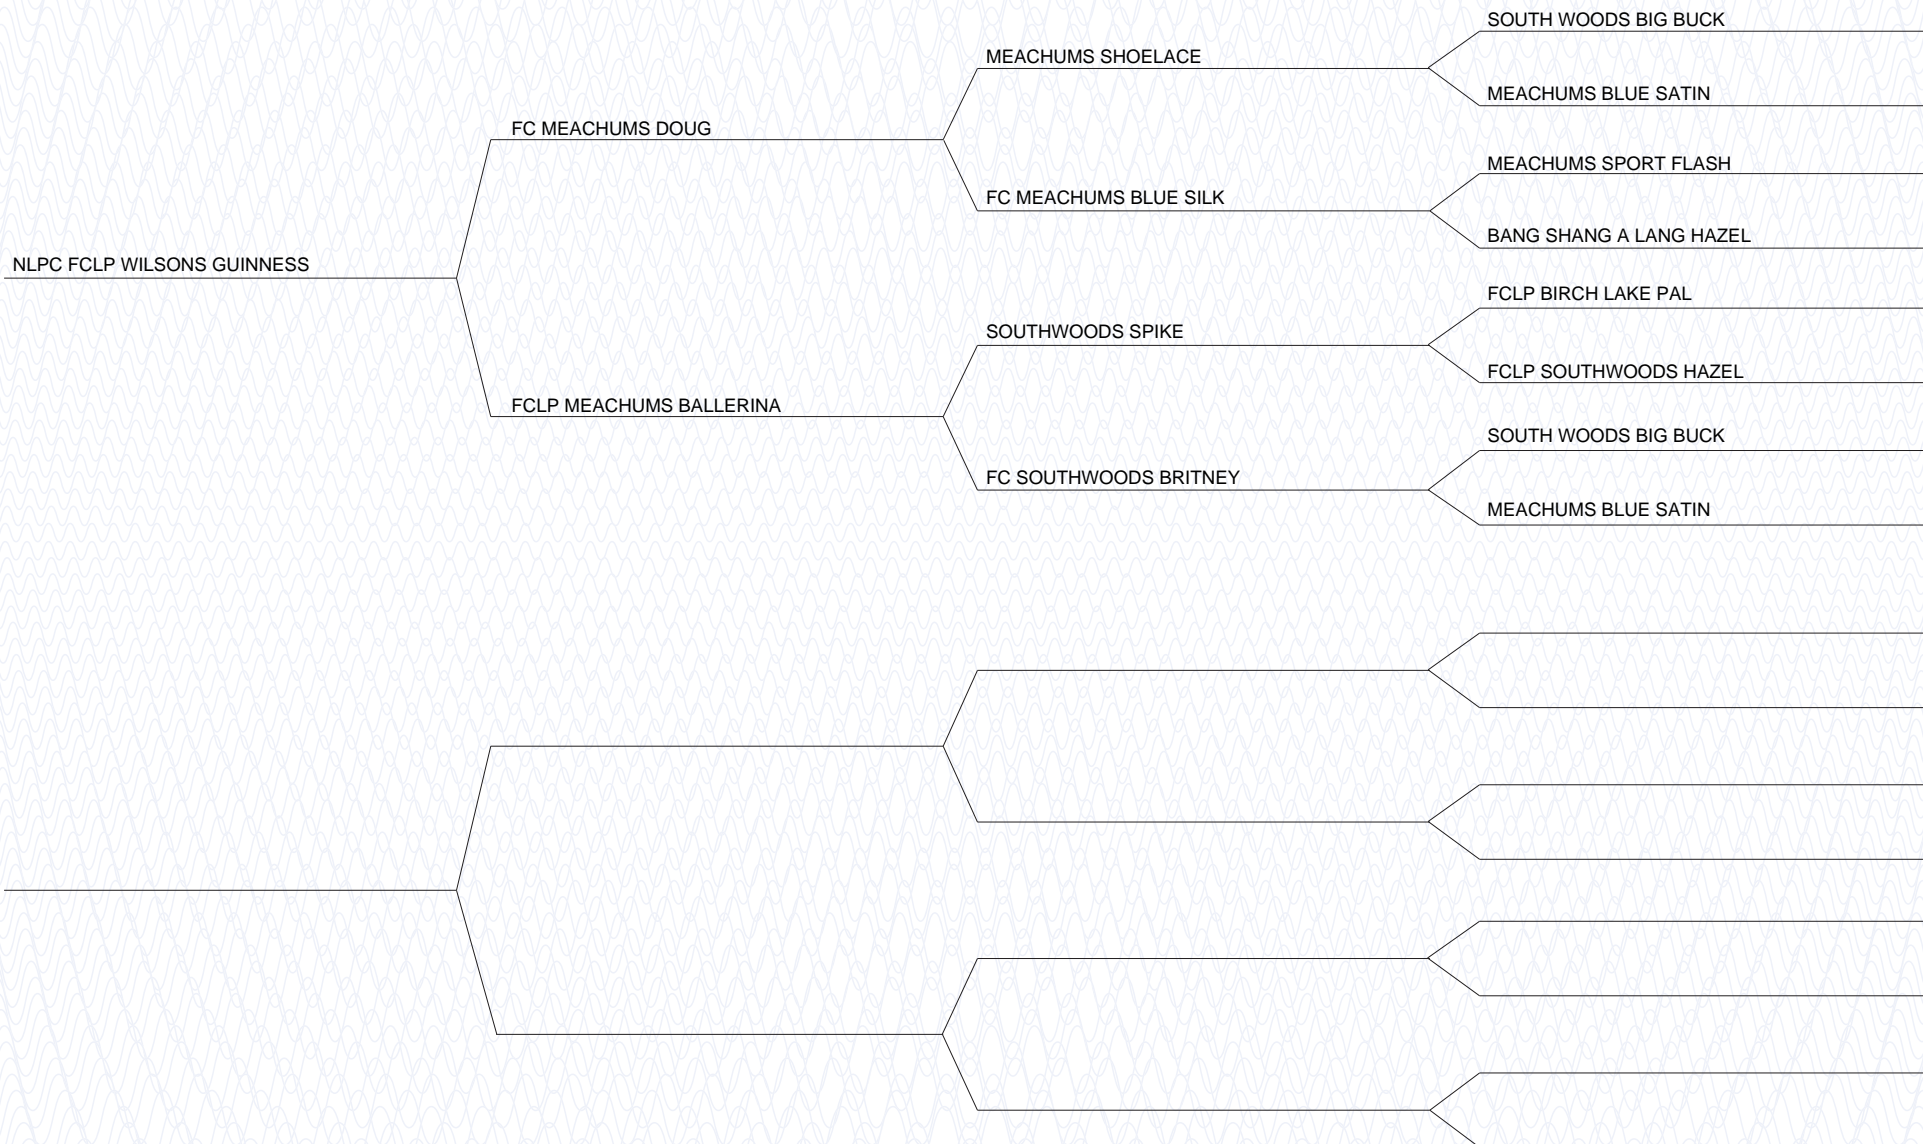 SOUTH WOODS BIG BUCK
MEACHUMS SHOELACE
MEACHUMS BLUE SATIN
FC MEACHUMS DOUG
MEACHUMS SPORT FLASH
FC MEACHUMS BLUE SILK
BANG SHANG A LANG HAZEL
NLPC FCLP WILSONS GUINNESS
FCLP BIRCH LAKE PAL
SOUTHWOODS SPIKE
FCLP SOUTHWOODS HAZEL
FCLP MEACHUMS BALLERINA
SOUTH WOODS BIG BUCK
FC SOUTHWOODS BRITNEY
MEACHUMS BLUE SATIN